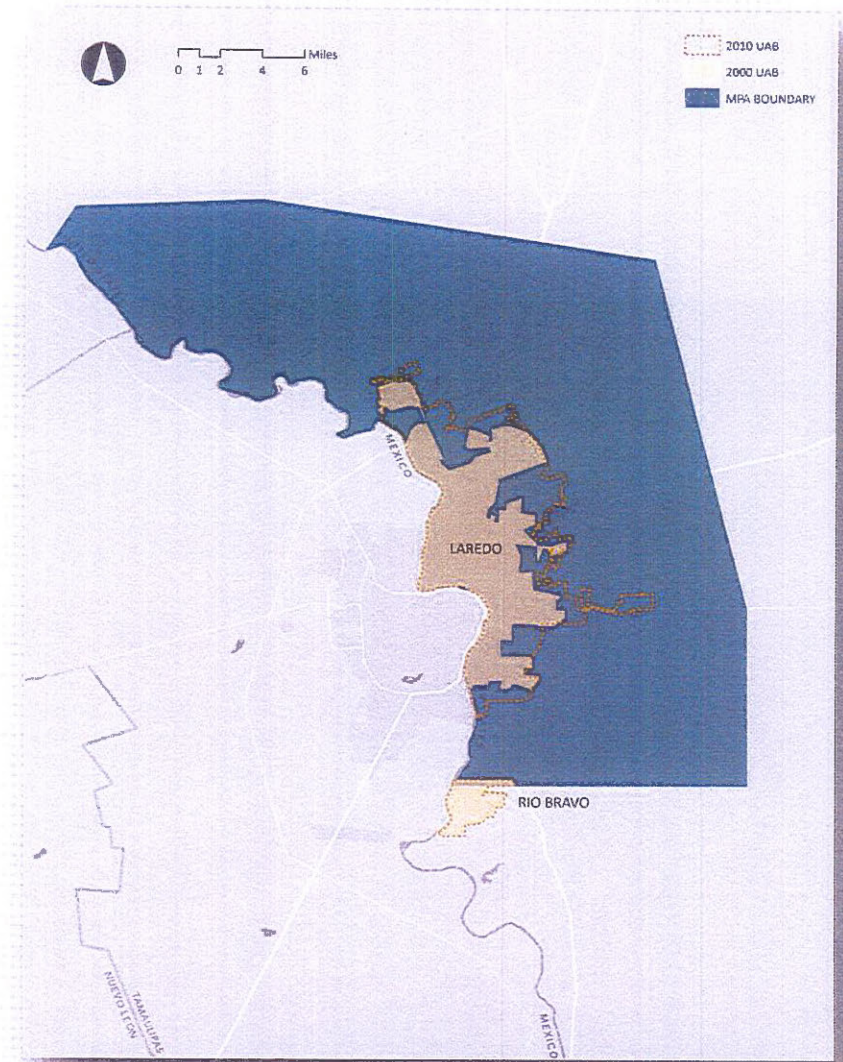 Miles
0 1 2 4 6
2010 UAB
2000 UAB
MPA BOUNDARY
MEXICO
LAREDO
RIO BRAVO
TAMAULIPAS
NUEVO LEON
MEXICO